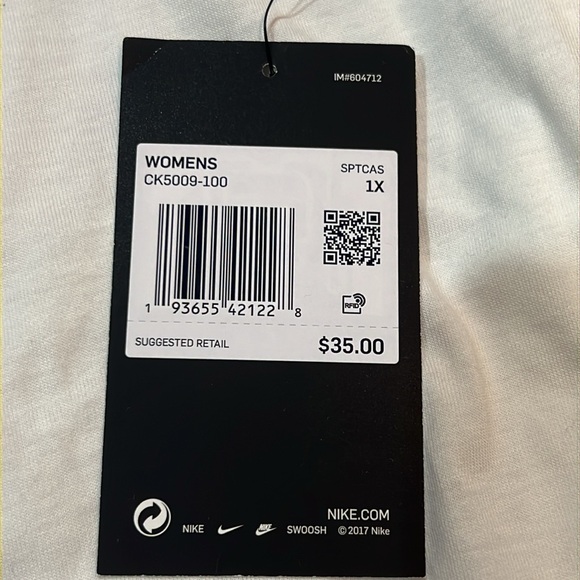 IM#604712
WOMENS SPTCAS
CK5009-100 1X
1 93655 42122 8
RFID
SUGGESTED RETAIL $35.00
NIKE.COM
NIKE NIKE SWOOSH © 2017 Nike